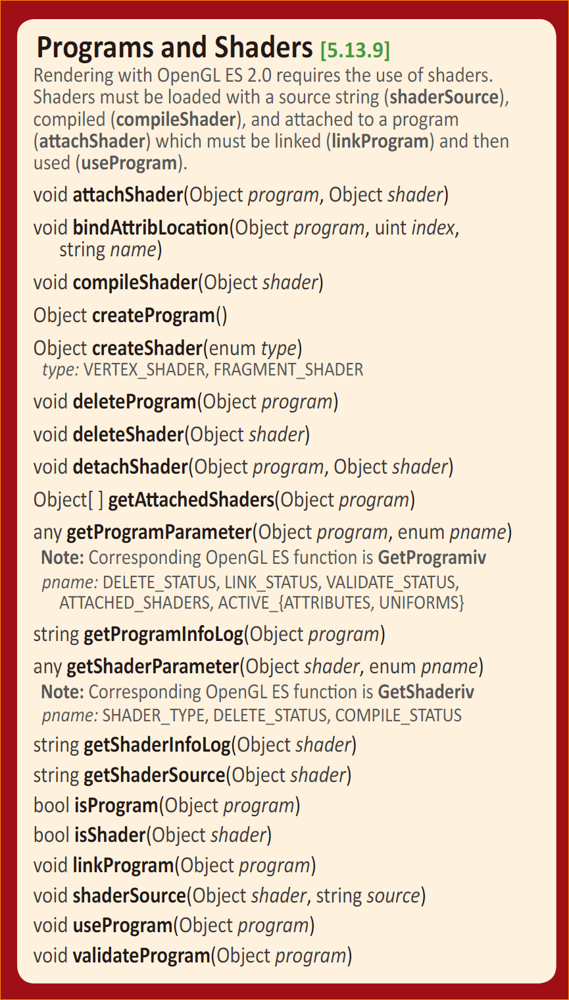 Programs and Shaders [5.13.9]
Rendering with OpenGL ES 2.0 requires the use of shaders.
Shaders must be loaded with a source string (shaderSource),
compiled (compileShader), and attached to a program
(attachShader) which must be linked (linkProgram) and then
used (useProgram).
void attachShader(Object program, Object shader)
void bindAttribLocation(Object program, uint index,
string name)
void compileShader(Object shader)
Object createProgram()
Object createShader(enum type)
type: VERTEX_SHADER, FRAGMENT_SHADER
void deleteProgram(Object program)
void deleteShader(Object shader)
void detachShader(Object program, Object shader)
Object[ ] getAttachedShaders(Object program)
any getProgramParameter(Object program, enum pname)
Note: Corresponding OpenGL ES function is GetProgramiv
pname: DELETE_STATUS, LINK_STATUS, VALIDATE_STATUS,
ATTACHED_SHADERS, ACTIVE_{ATTRIBUTES, UNIFORMS}
string getProgramInfoLog(Object program)
any getShaderParameter(Object shader, enum pname)
Note: Corresponding OpenGL ES function is GetShaderiv
pname: SHADER_TYPE, DELETE_STATUS, COMPILE_STATUS
string getShaderInfoLog(Object shader)
string getShaderSource(Object shader)
bool isProgram(Object program)
bool isShader(Object shader)
void linkProgram(Object program)
void shaderSource(Object shader, string source)
void useProgram(Object program)
void validateProgram(Object program)